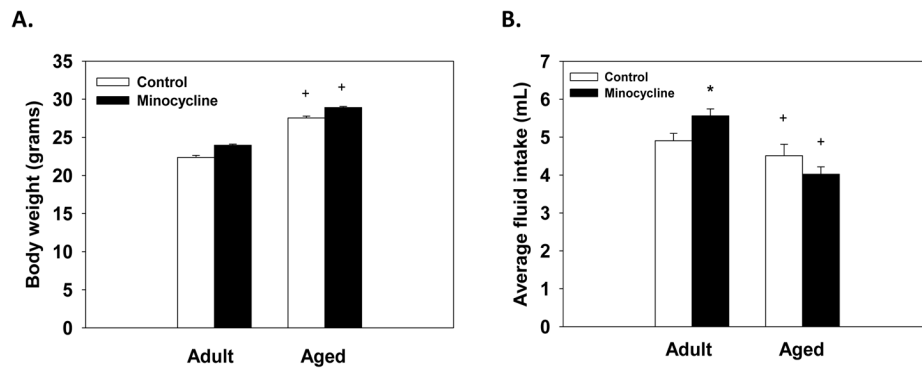 A.
Body weight (grams)
35
30
25
20
15
10
5
0
Control
Minocycline
+ +
Adult Aged
B.
Average fluid intake (mL)
7
6
5
4
3
2
1
0
Control
Minocycline
*
+
+
Adult Aged